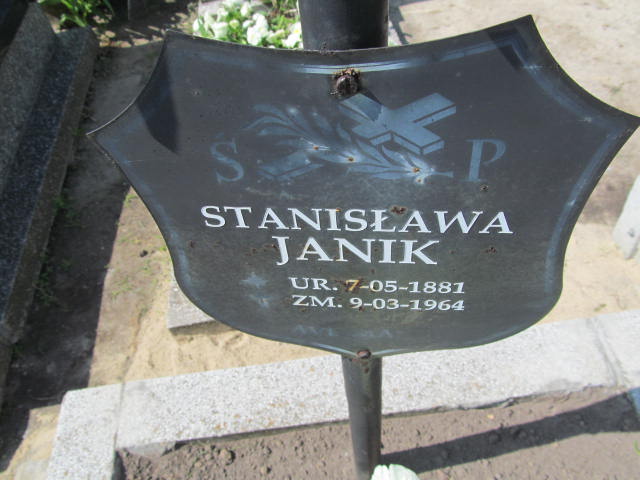 S P
STANISŁAWA
JANIK
UR. 7-05-1881
ZM. 9-03-1964